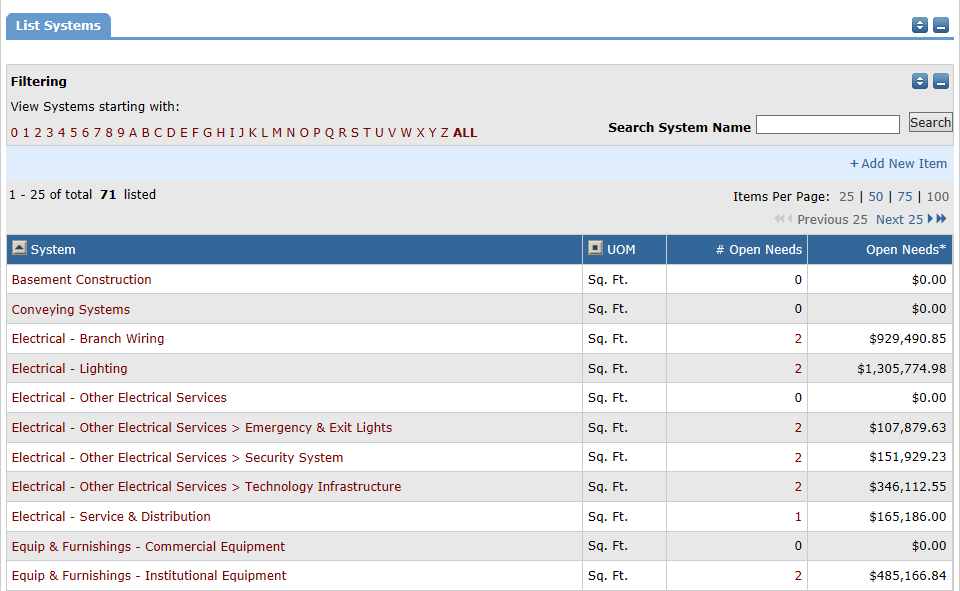 List Systems
Filtering
View Systems starting with:
0 1 2 3 4 5 6 7 8 9 A B C D E F G H I J K L M N O P Q R S T U V W X Y Z ALL
Search System Name Search
+ Add New Item
1 - 25 of total 71 listed
Items Per Page: 25 | 50 | 75 | 100
Previous 25 Next 25
System UOM # Open Needs Open Needs*
Basement Construction Sq. Ft. 0 $0.00
Conveying Systems Sq. Ft. 0 $0.00
Electrical - Branch Wiring Sq. Ft. 2 $929,490.85
Electrical - Lighting Sq. Ft. 2 $1,305,774.98
Electrical - Other Electrical Services Sq. Ft. 0 $0.00
Electrical - Other Electrical Services > Emergency & Exit Lights Sq. Ft. 2 $107,879.63
Electrical - Other Electrical Services > Security System Sq. Ft. 2 $151,929.23
Electrical - Other Electrical Services > Technology Infrastructure Sq. Ft. 2 $346,112.55
Electrical - Service & Distribution Sq. Ft. 1 $165,186.00
Equip & Furnishings - Commercial Equipment Sq. Ft. 0 $0.00
Equip & Furnishings - Institutional Equipment Sq. Ft. 2 $485,166.84